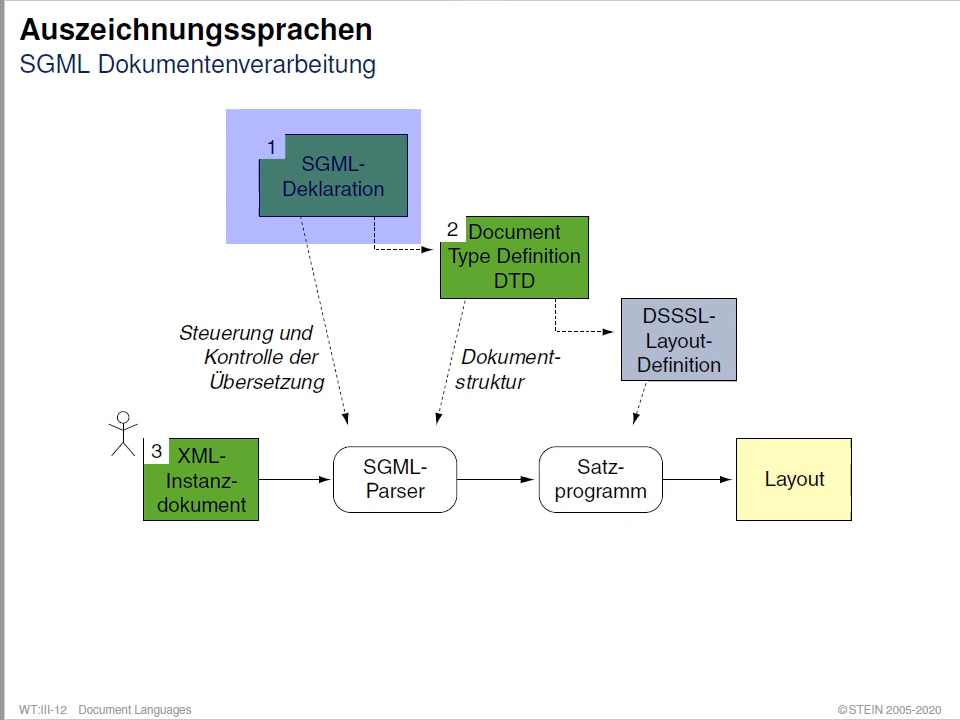 Auszeichnungssprachen
SGML Dokumentenverarbeitung
1
SGML-
Deklaration
2
Document
Type Definition
DTD
DSSSL-
Layout-
Definition
Steuerung und
Kontrolle der
Übersetzung
Dokument-
struktur
3
XML-
Instanz-
dokument
SGML-
Parser
Satz-
programm
Layout
WT:III-12 Document Languages
© STEIN 2005-2020